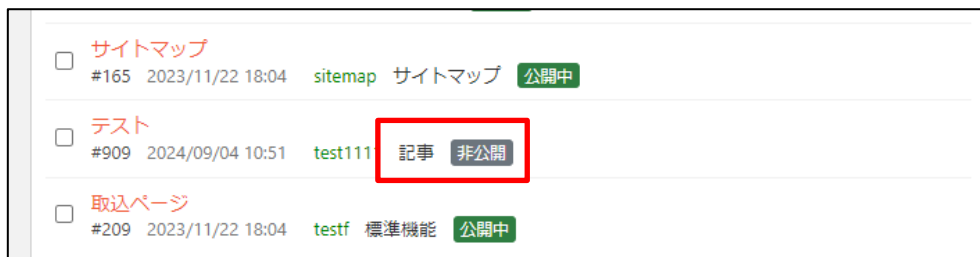 サイトマップ
#165 2023/11/22 18:04 sitemap サイトマップ 公開中
テスト
#909 2024/09/04 10:51 記事 非公開
取込ページ
#209 2023/11/22 18:04 testf 標準機能 公開中